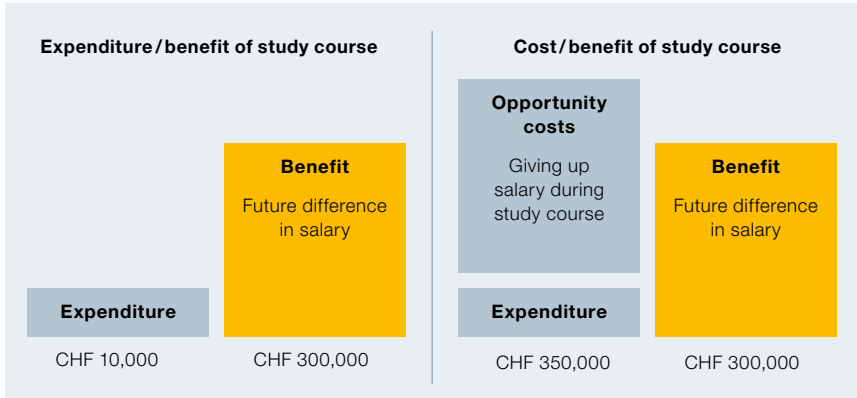 Expenditure/benefit of study course
Benefit
Future difference
in salary
Expenditure
CHF 10,000
CHF 300,000
Cost/benefit of study course
Opportunity
costs
Giving up
salary during
study course
Expenditure
Benefit
Future difference
in salary
CHF 350,000
CHF 300,000